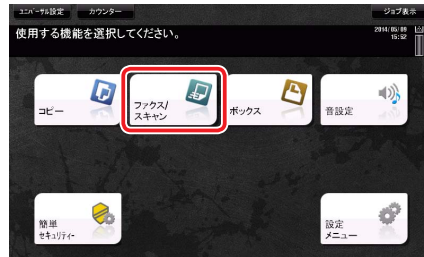 ユニバーサル設定 カウンター ジョブ表示
使用する機能を選択してください。
2014/05/09
15:52
コピー
ファクス/
スキャン
ボックス
音設定
簡単
セキュリティー
設定
メニュー